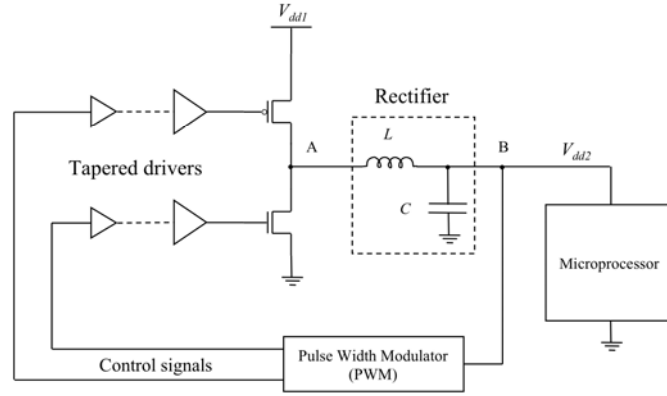 Vdd1
Rectifier
L
A
B
Vdd2
Tapered drivers
C
Microprocessor
Pulse Width Modulator
(PWM)
Control signals